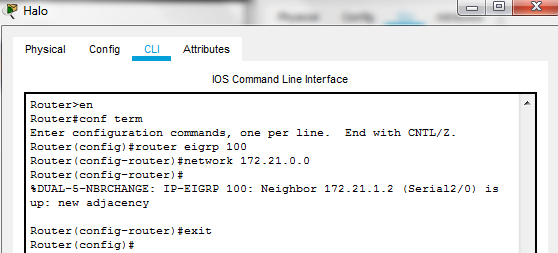 Halo
Physical Config CLI Attributes
IOS Command Line Interface
Router>en
Router#conf term
Enter configuration commands, one per line.  End with CNTL/Z.
Router(config)#router eigrp 100
Router(config-router)#network 172.21.0.0
Router(config-router)#
%DUAL-5-NBRCHANGE: IP-EIGRP 100: Neighbor 172.21.1.2 (Serial2/0) is
up: new adjacency
Router(config-router)#exit
Router(config)#